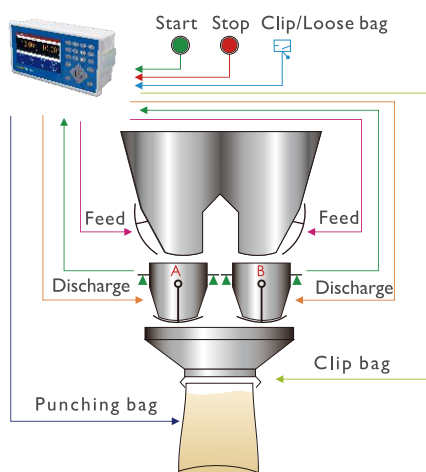 Start Stop Clip/Loose bag
Feed Feed
A B
Discharge Discharge
Clip bag
Punching bag